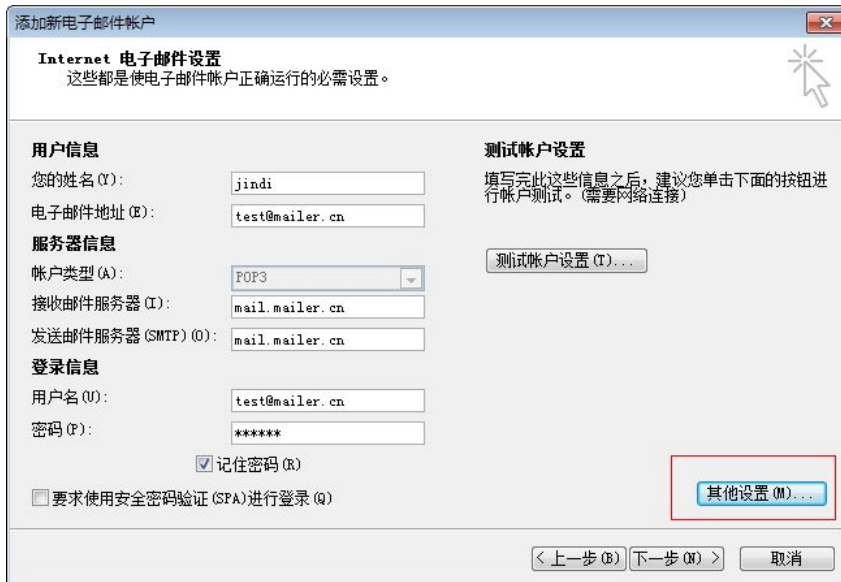 添加新电子邮件帐户
Internet 电子邮件设置
这些都是使电子邮件帐户正确运行的必需设置。
用户信息
您的姓名(Y):
jindi
电子邮件地址(E):
test@mailer.cn
服务器信息
帐户类型(A):
POP3
接收邮件服务器(I):
mail.mailer.cn
发送邮件服务器(SMTP)(O):
mail.mailer.cn
登录信息
用户名(U):
test@mailer.cn
密码(P):
******
记住密码(R)
要求使用安全密码验证(SPA)进行登录(Q)
测试帐户设置
填写完此这些信息之后，建议您单击下面的按钮进
行帐户测试。(需要网络连接)
测试帐户设置(T)...
其他设置(M)...
< 上一步(B)
下一步(N) >
取消